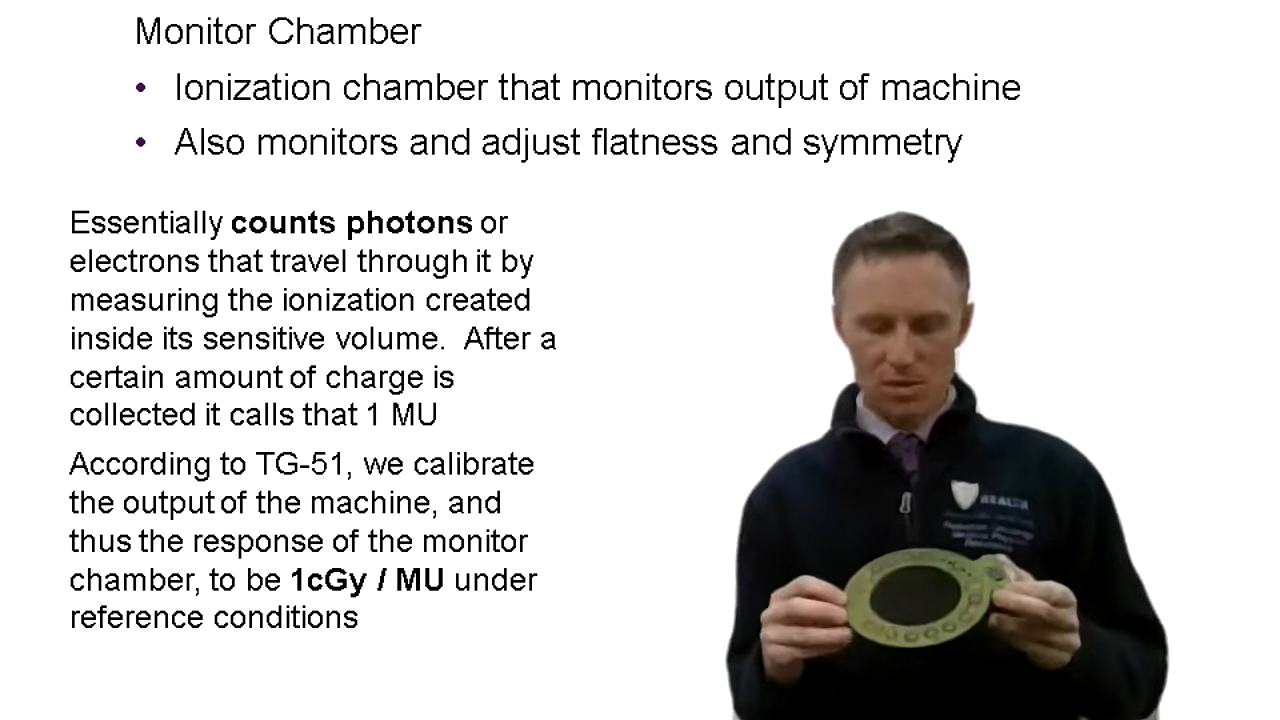 Monitor Chamber
• Ionization chamber that monitors output of machine
• Also monitors and adjust flatness and symmetry
Essentially counts photons or
electrons that travel through it by
measuring the ionization created
inside its sensitive volume. After a
certain amount of charge is
collected it calls that 1 MU
According to TG-51, we calibrate
the output of the machine, and
thus the response of the monitor
chamber, to be 1cGy / MU under
reference conditions
HEALTH